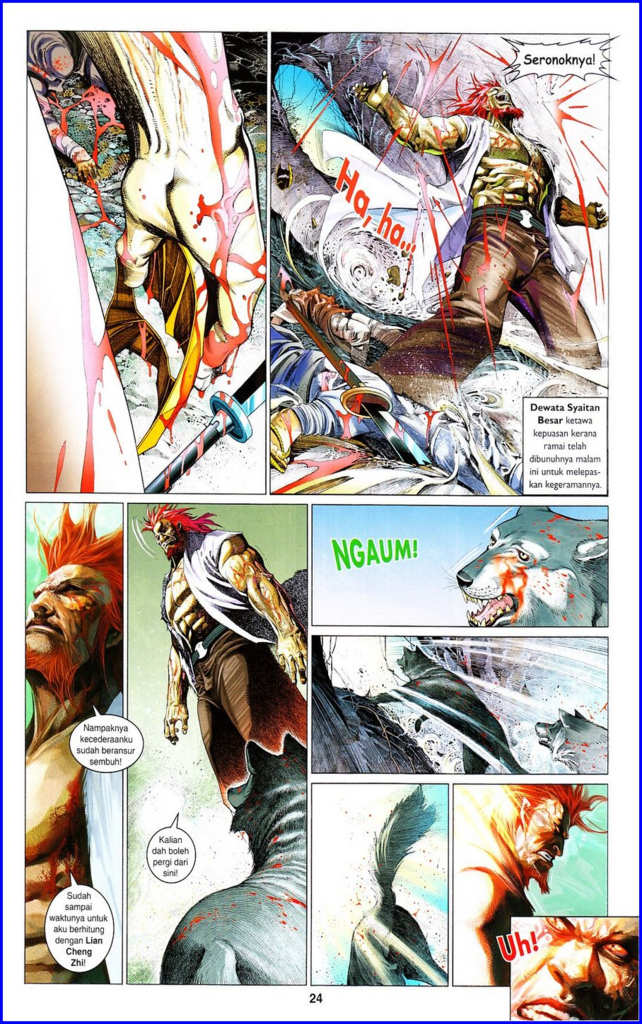 Seronoknya!
Ha, ha...
Dewata Syaitan
Besar ketawa
kepuasan kerana
ramai telah
dibunuhnya malam
ini untuk melepas-
kan kegeramannya.
Nampaknya
kecederaanku
sudah beransur
sembuh!
Sudah
sampai
waktunya untuk
aku berhitung
dengan Lian
Cheng
Zhi!
Kalian
dah boleh
pergi dari
sini!
NGAUM!
Uh!
24